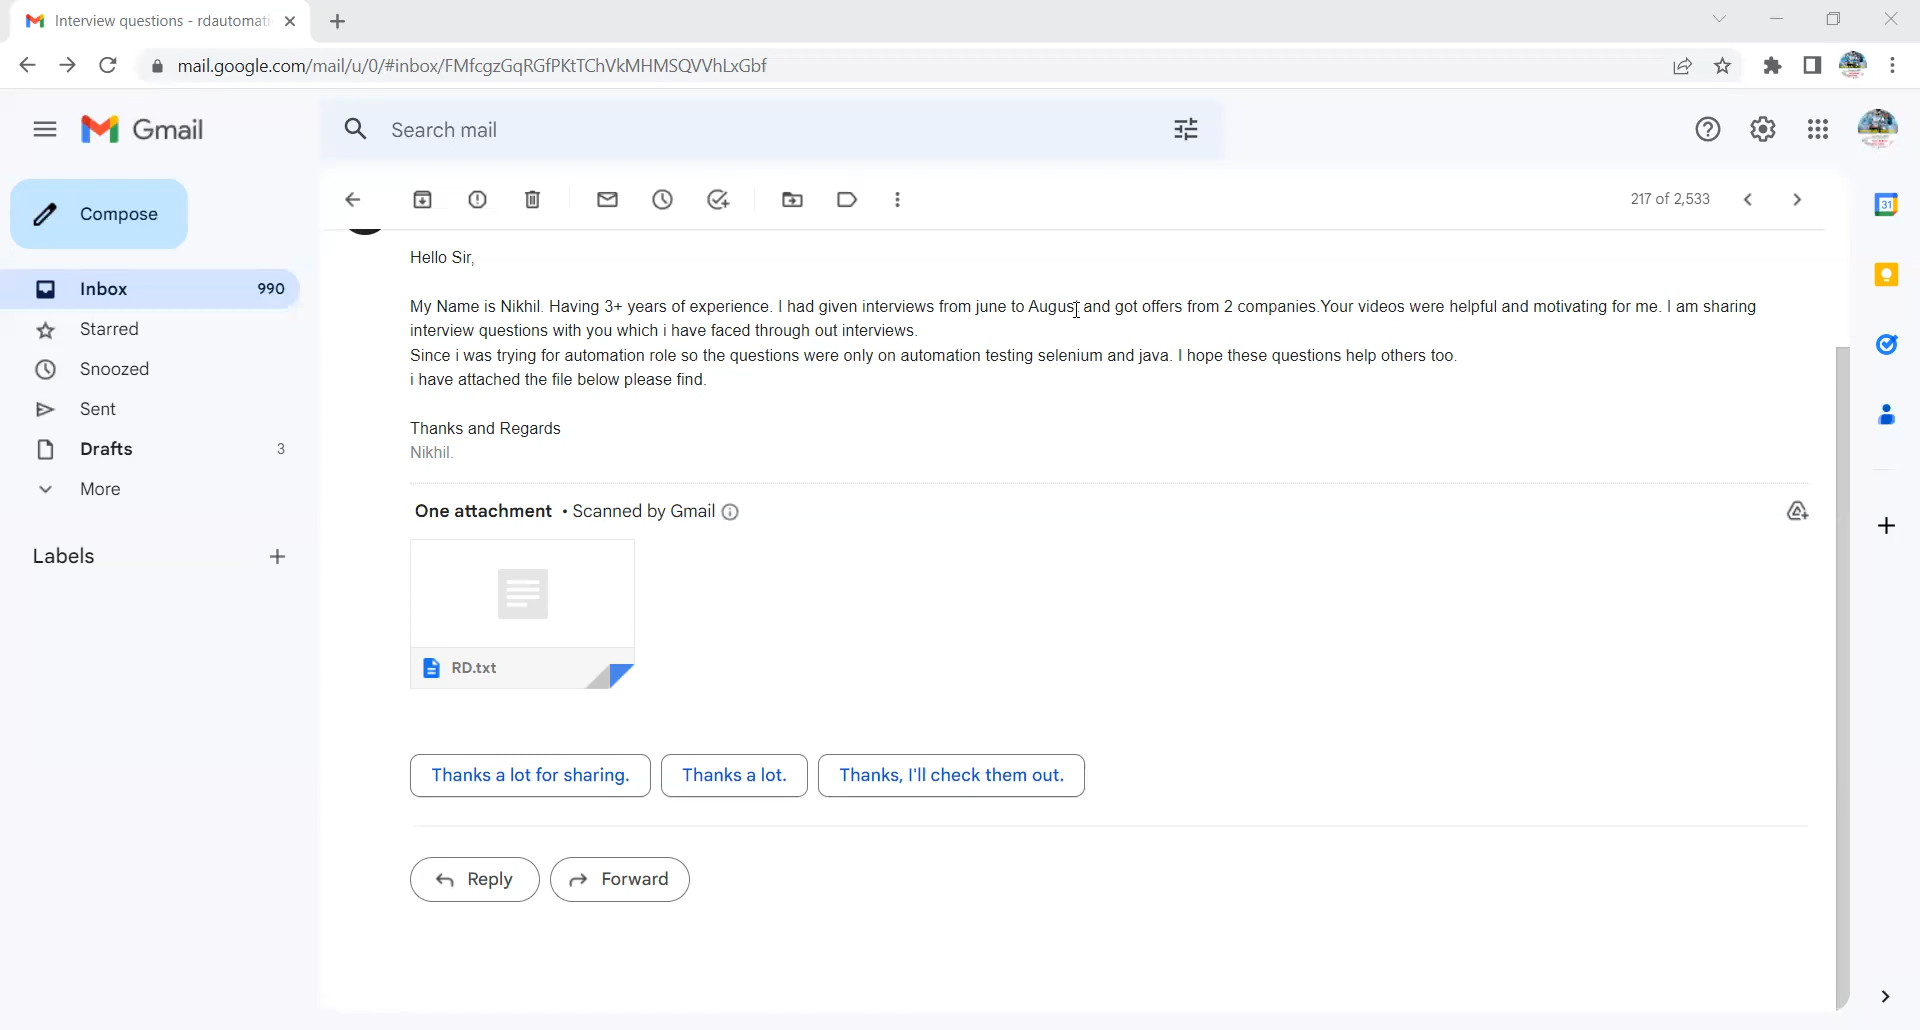 Interview questions - rdautomati
mail.google.com/mail/u/0/#inbox/FMfcgzGqRGfPKtTChVkMHMSQVVhLxGbf
Gmail
Search mail
Compose
217 of 2,533
31
Inbox 990
Starred
Snoozed
Sent
Drafts 3
More
Labels
Hello Sir,
My Name is Nikhil. Having 3+ years of experience. I had given interviews from june to August and got offers from 2 companies.Your videos were helpful and motivating for me. I am sharing
interview questions with you which i have faced through out interviews.
Since i was trying for automation role so the questions were only on automation testing selenium and java. I hope these questions help others too.
i have attached the file below please find.
Thanks and Regards
Nikhil.
One attachment • Scanned by Gmail
RD.txt
Thanks a lot for sharing.
Thanks a lot.
Thanks, I'll check them out.
Reply
Forward